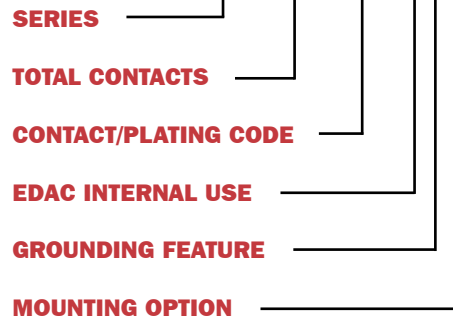 SERIES
TOTAL CONTACTS
CONTACT/PLATING CODE
EDAC INTERNAL USE
GROUNDING FEATURE
MOUNTING OPTION